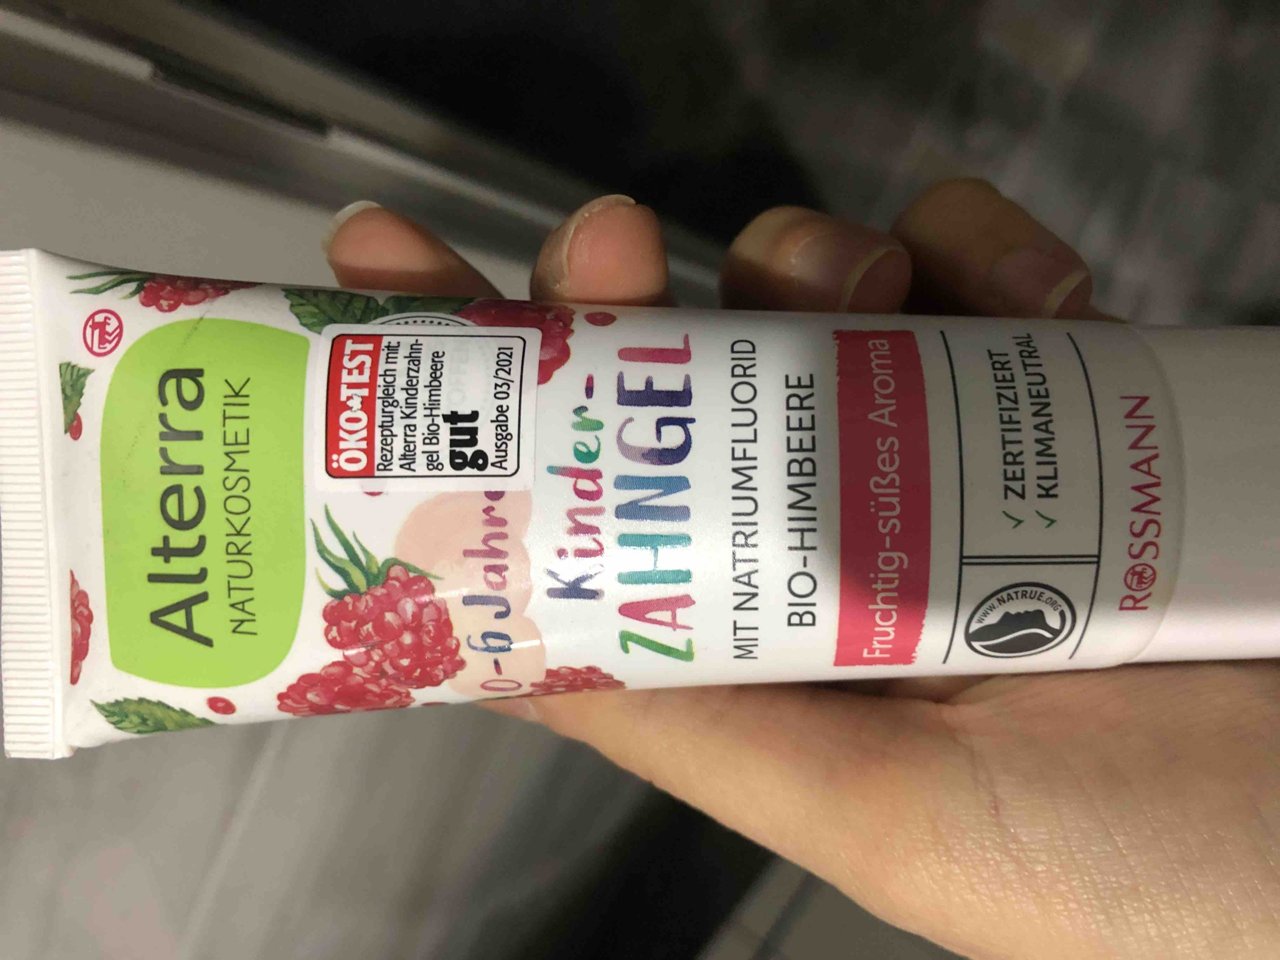 Alterra
NATURKOSMETIK
ÖKO TEST
Rezepturgleich mit:
Alterra Kinderzahn-
gel Bio-Himbeere
gut
Ausgabe 03/2021
0-6 Jahre
Kinder-
ZAHNGEL
MIT NATRIUMFLUORID
BIO-HIMBEERE
Fruchtig-süßes Aroma
WWW.NATRUE.ORG
✓ ZERTIFIZIERT
✓ KLIMANEUTRAL
ROSSMANN